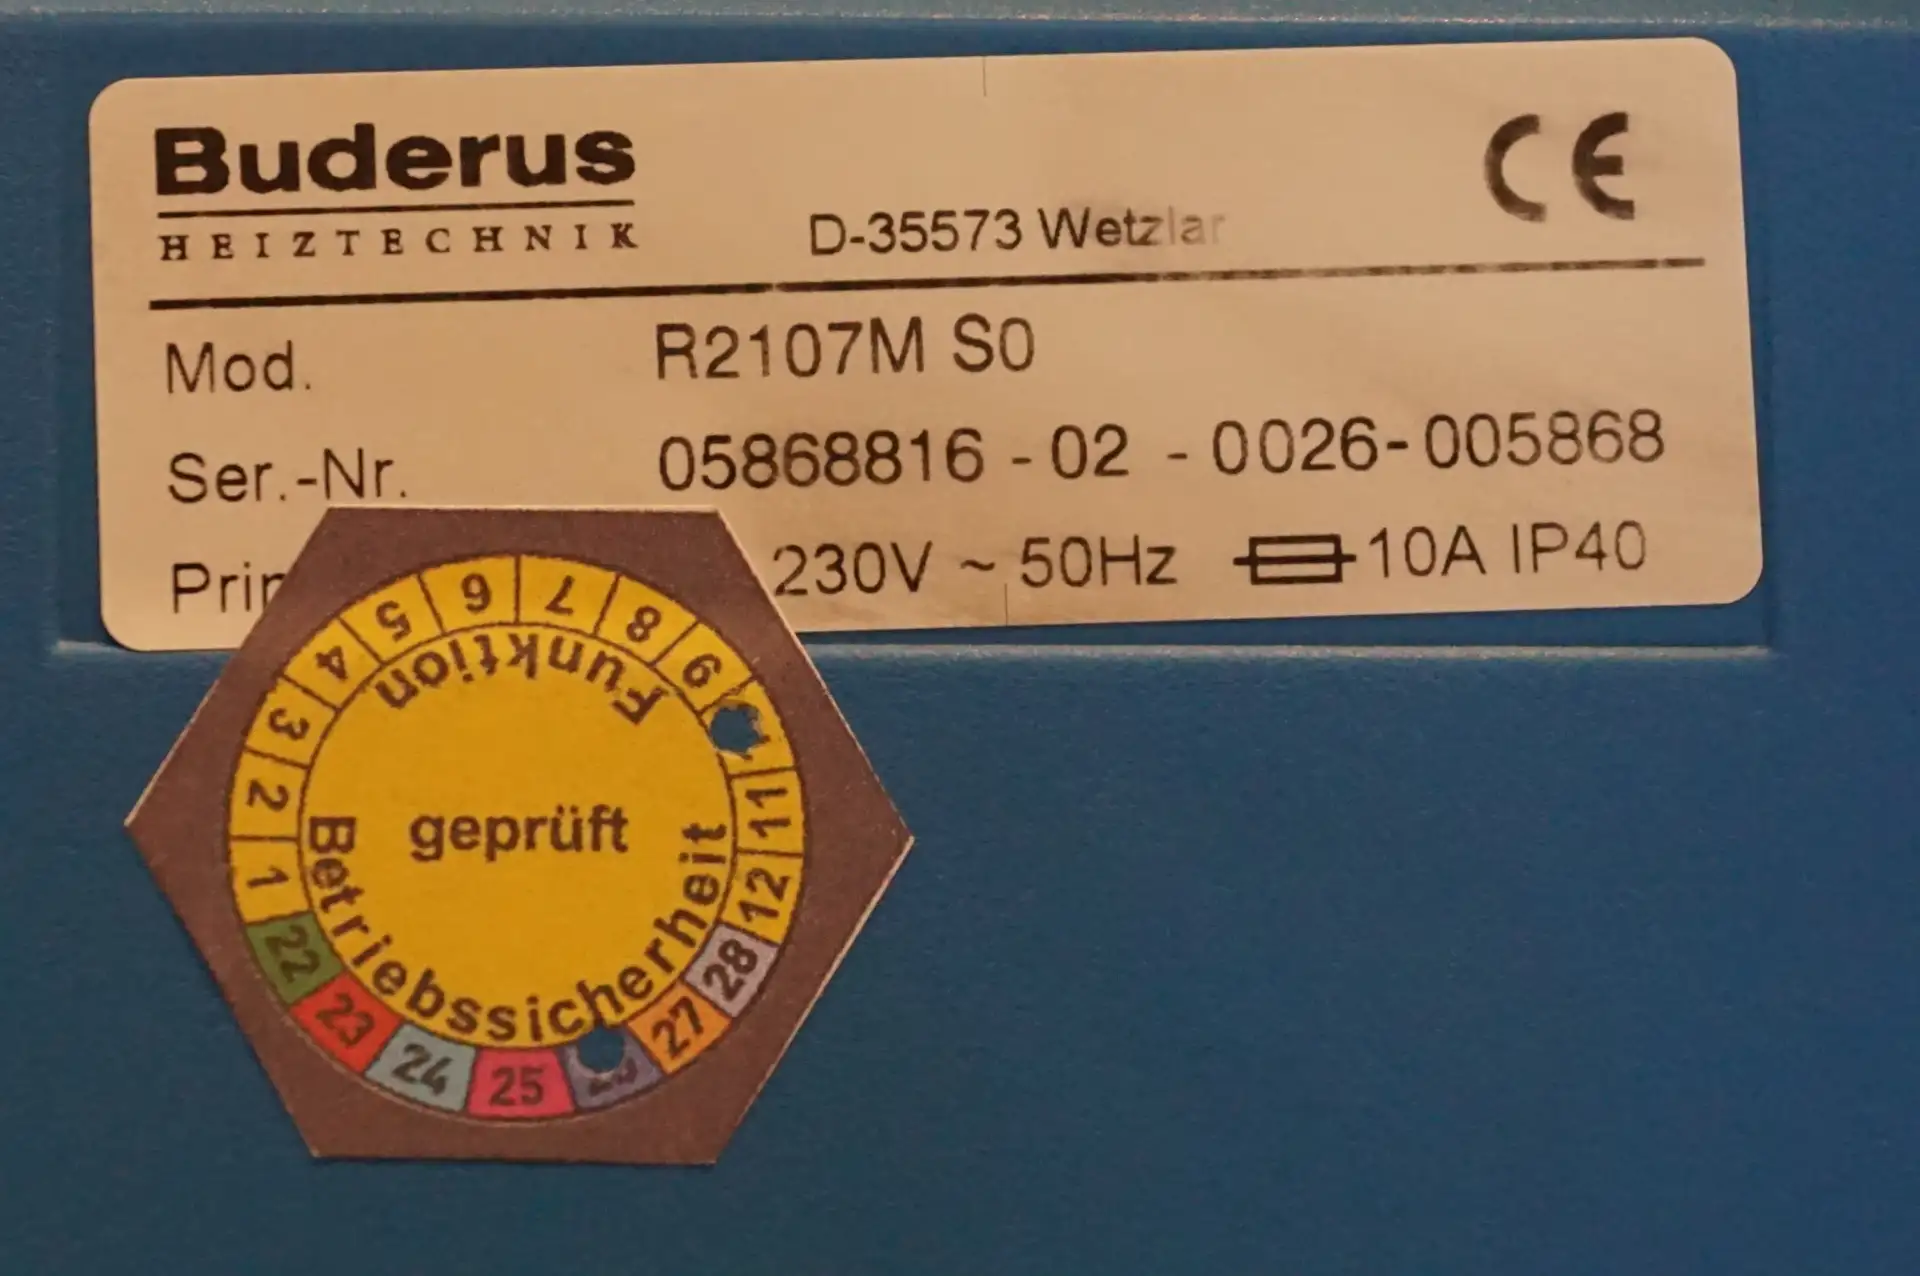 Buderus
HEIZTECHNIK
D-35573 Wetzlar
CE
Mod. R2107M S0
Ser.-Nr. 05868816 - 02 - 0026-005868
230V ~ 50Hz 10A IP40
1 2 3 4 5 6 7 8 9 11 12
Funktion
geprüft
Betriebssicherheit
22 23 24 25 27 28